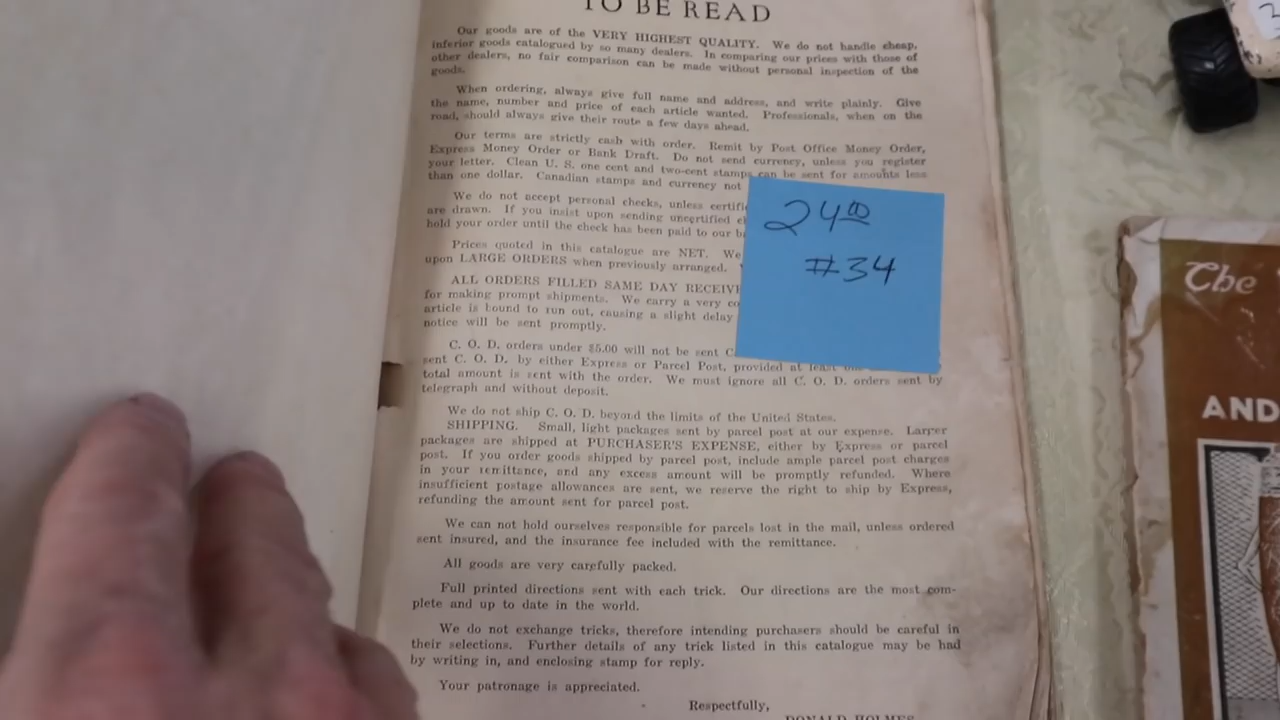 TO BE READ
Our goods are of the VERY HIGHEST QUALITY. We do not handle cheap,
inferior goods catalogued by so many dealers. In comparing our prices with those of
other dealers, no fair comparison can be made without personal inspection of the
goods.
When ordering, always give full name and address, and write plainly. Give
the name, number and price of each article wanted. Professionals, when on the
road, should always give their route a few days ahead.
Our terms are strictly cash with order. Remit by Post Office Money Order,
Express Money Order or Bank Draft. Do not send currency, unless you register
your letter. Clean U. S. one cent and two-cent stamps can be sent for amounts less
than one dollar. Canadian stamps and currency not
We do not accept personal checks, unless
are drawn. If you insist upon sending uncertified
hold your order until the check has been paid to our
Prices quoted in this catalogue are NET. We
upon LARGE ORDERS when previously arranged.
ALL ORDERS FILLED SAME DAY
for making prompt shipments. We carry a very
article is bound to run out, causing a slight delay
notice will be sent promptly.
C. O. D. orders under $5.00 will not be sent
sent C. O. D. by either Express or Parcel Post, provided at
total amount is sent with the order. We must ignore all C. O. D. orders sent by
telegraph and without deposit.
We do not ship C. O. D. beyond the limits of the United States.
SHIPPING. Small, light packages sent by parcel post at our expense. Larger
packages are shipped at PURCHASER'S EXPENSE, either by Express or parcel
post. If you order goods shipped by parcel post, include ample parcel post charges
in your remittance, and any excess amount will be promptly refunded. Where
insufficient postage allowances are sent, we reserve the right to ship by Express,
refunding the amount sent for parcel post.
We can not hold ourselves responsible for parcels lost in the mail, unless ordered
sent insured, and the insurance fee included with the remittance.
All goods are very carefully packed.
Full printed directions sent with each trick. Our directions are the most com-
plete and up to date in the world.
We do not exchange tricks, therefore intending purchasers should be careful in
their selections. Further details of any trick listed in this catalogue may be had
by writing in, and enclosing stamp for reply.
Your patronage is appreciated.
Respectfully,
DONALD HOLMES
24 00
#34
The
AND